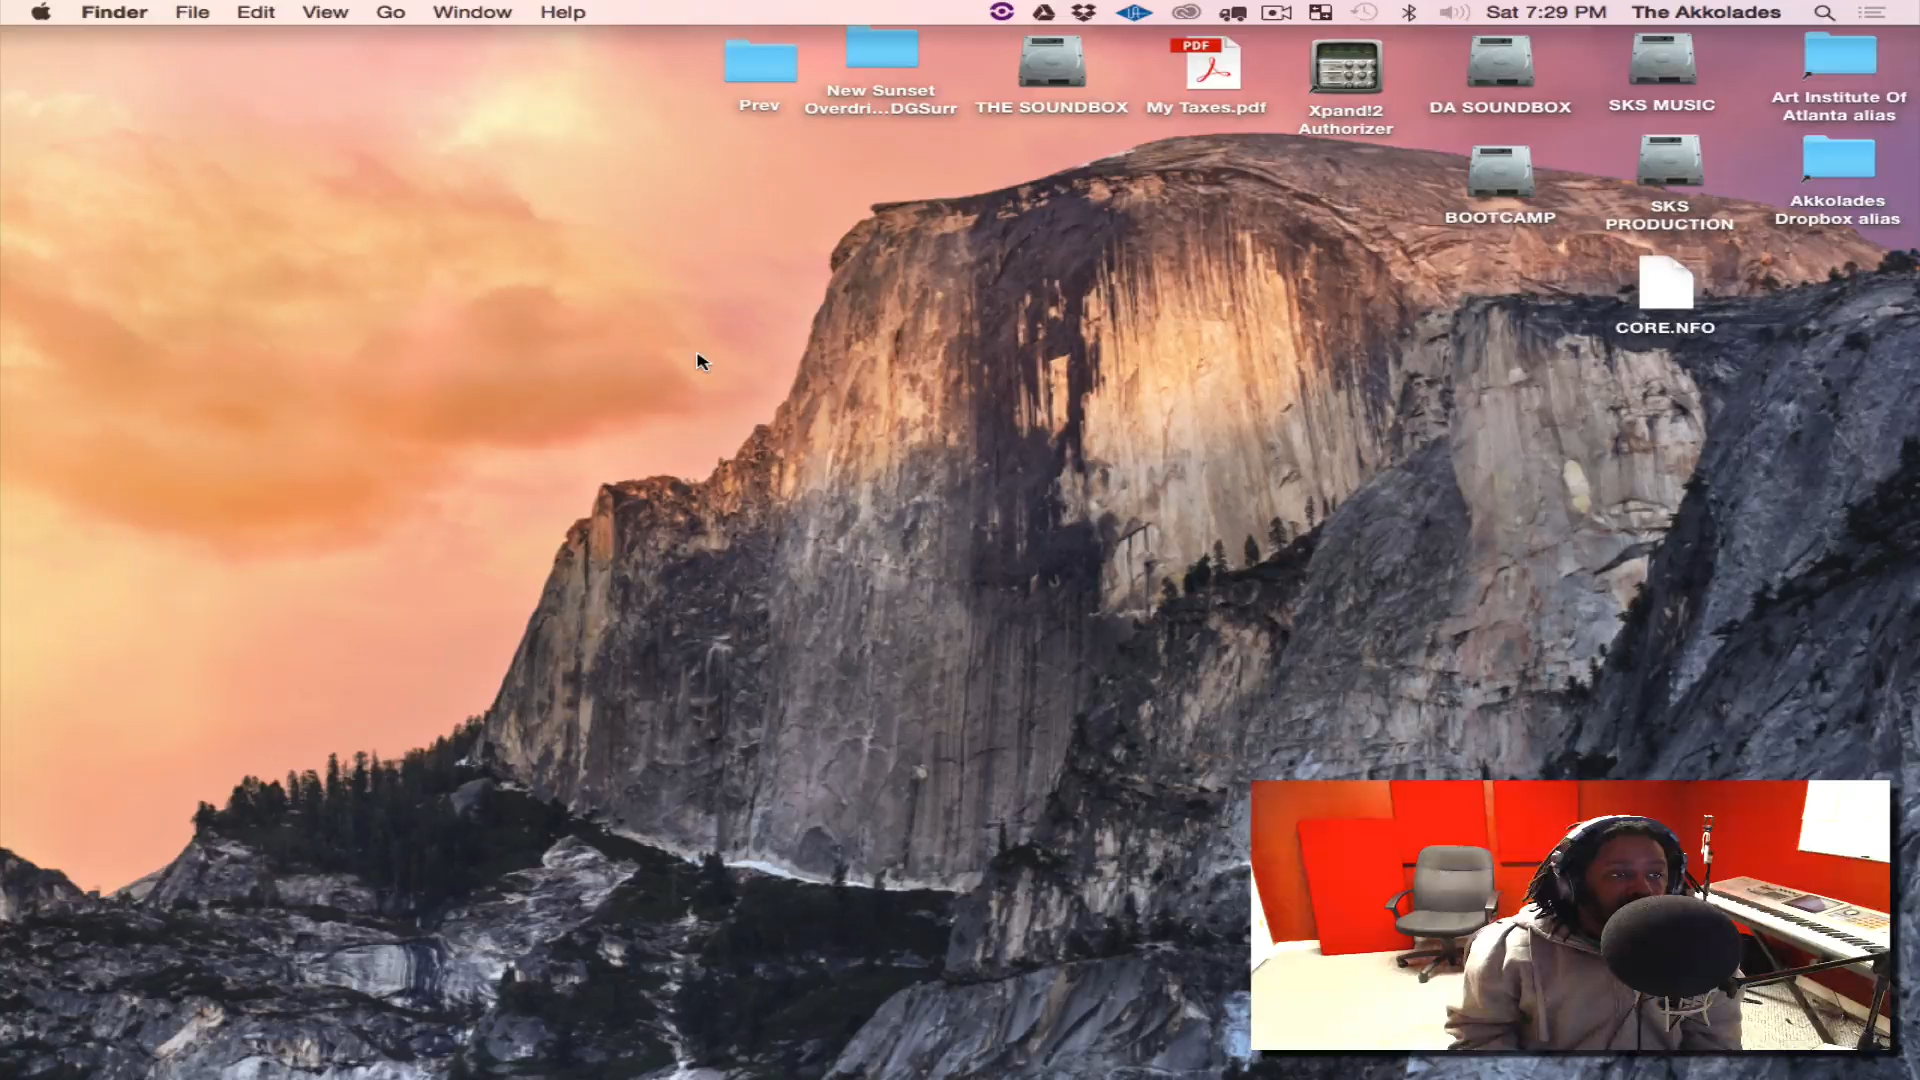 Finder File Edit View Go Window Help Sat 7:29 PM The Akkolades
Prev
New Sunset
Overdri...DGSurr
THE SOUNDBOX
PDF
My Taxes.pdf
Xpand!2
Authorizer
DA SOUNDBOX
SKS MUSIC
Art Institute Of
Atlanta alias
BOOTCAMP
SKS
PRODUCTION
Akkolades
Dropbox alias
CORE.NFO